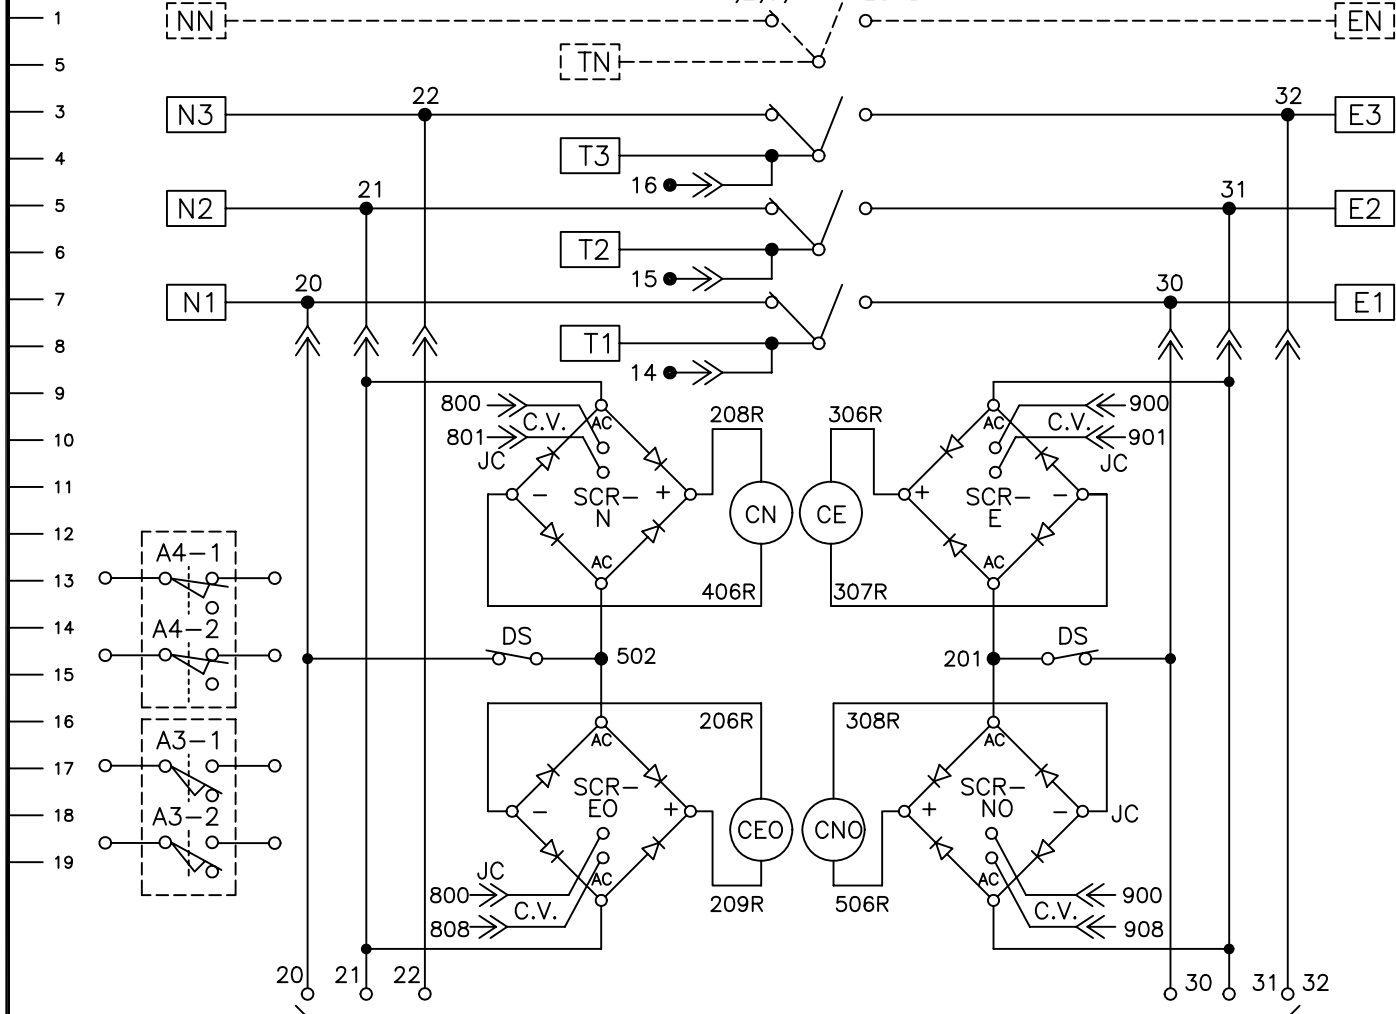 1 NN EN
5 TN
3 N3 22 32 E3
4 T3
16
5 N2 21 31 E2
6 T2
15
7 N1 20 30 E1
8 T1
14
9
800 C.V. AC 208R 306R AC C.V. 900
10 801 901
JC JC
11 - SCR-N + CN CE + SCR-E -
12
A4-1 AC AC
13 406R 307R
14 A4-2 DS DS
502 201
15
16 206R 308R
A3-1 AC AC
17 SCR-EO SCR-NO
18 A3-2 - + CEO CNO + - JC
19
JC AC AC
800 C.V. 209R 506R C.V. 900
808 908
20 21 22 30 31 32